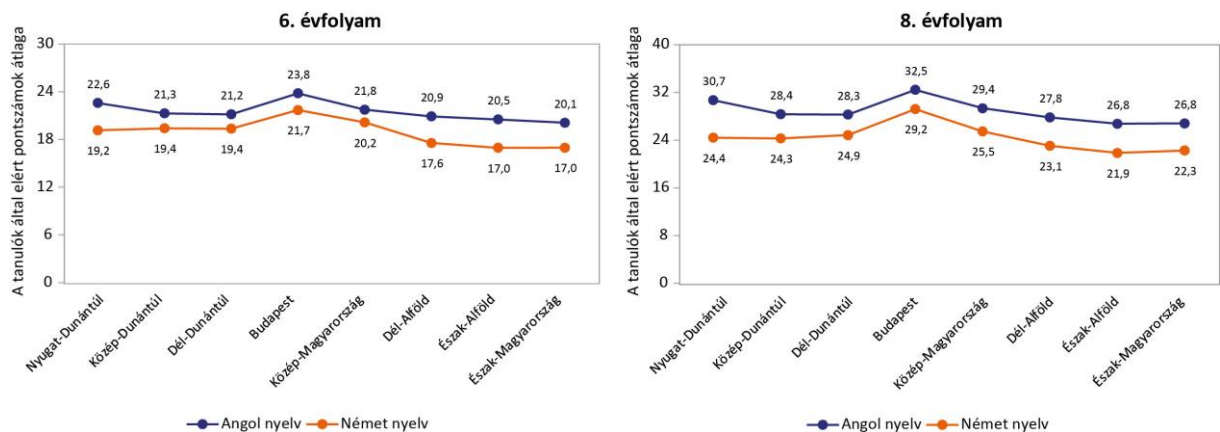 6. évfolyam
A tanulók által elért pontszámok átlaga
30
24
18
12
6
0
22,6
21,3
21,2
23,8
21,8
20,9
20,5
20,1
19,2
19,4
19,4
21,7
20,2
17,6
17,0
17,0
Nyugat-Dunántúl
Közép-Dunántúl
Dél-Dunántúl
Budapest
Közép-Magyarország
Dél-Alföld
Észak-Alföld
Észak-Magyarország
Angol nyelv
Német nyelv
8. évfolyam
A tanulók által elért pontszámok átlaga
40
32
24
16
8
0
30,7
28,4
28,3
32,5
29,4
27,8
26,8
26,8
24,4
24,3
24,9
29,2
25,5
23,1
21,9
22,3
Nyugat-Dunántúl
Közép-Dunántúl
Dél-Dunántúl
Budapest
Közép-Magyarország
Dél-Alföld
Észak-Alföld
Észak-Magyarország
Angol nyelv
Német nyelv